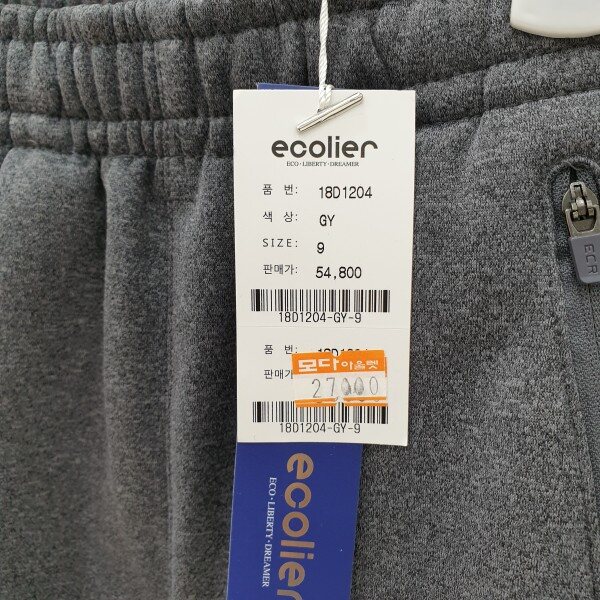 ecolier
ECO · LIBERTY · DREAMER
품 번: 18D1204
색 상: GY
SIZE: 9
판매가: 54,800
18D1204-GY-9
품 번
모다아울렛
판매가
27000
18D1204-GY-9
ecolier
ECO · LIBERTY · DREAMER
ECR